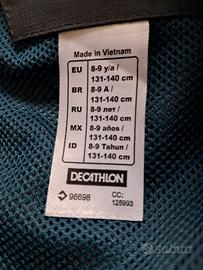 Made in Vietnam
EU 8-9 y/a /
131-140 cm
BR 8-9 A /
131-140 cm
RU 8-9 лет /
131-140 cm
MX 8-9 años /
131-140 cm
ID 8-9 Tahun /
131-140 cm
DECATHLON
96698 CC:
125993
subito